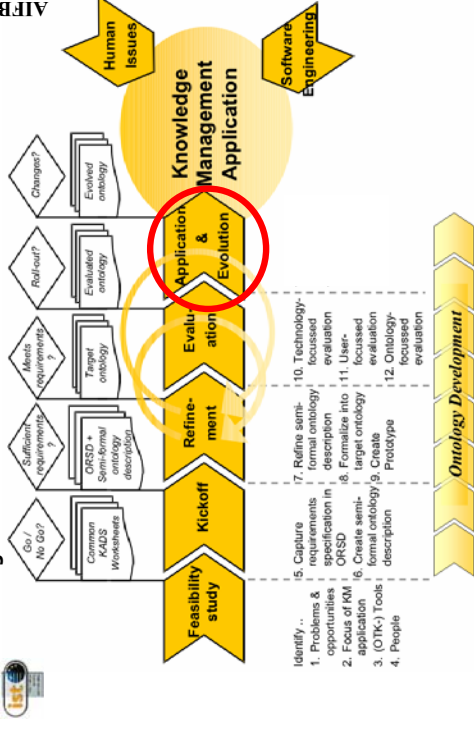 ist
AIFB
Go /
No Go?
Sufficient
requirements
?
Meets
requirements
?
Roll-out?
Changes?
Common
KADS
Worksheets
ORSD +
Semi-formal
ontology
description
Target
ontology
Evaluated
ontology
Evolved
ontology
Human
Issues
Feasibility
study
Kickoff
Refine-
ment
Evalu-
ation
Application
&
Evolution
Knowledge
Management
Application
Software
Engineering
Identify ..
1. Problems &
opportunities
2. Focus of KM
application
3. (OTK-) Tools
4. People
5. Capture
requirements
specification in
ORSD
6. Create semi-
formal ontology
description
7. Refine semi-
formal ontology
description
8. Formalize into
target ontology
9. Create
Prototype
10. Technology-
focussed
evaluation
11. User-
focussed
evaluation
12. Ontology-
focussed
evaluation
Ontology Development